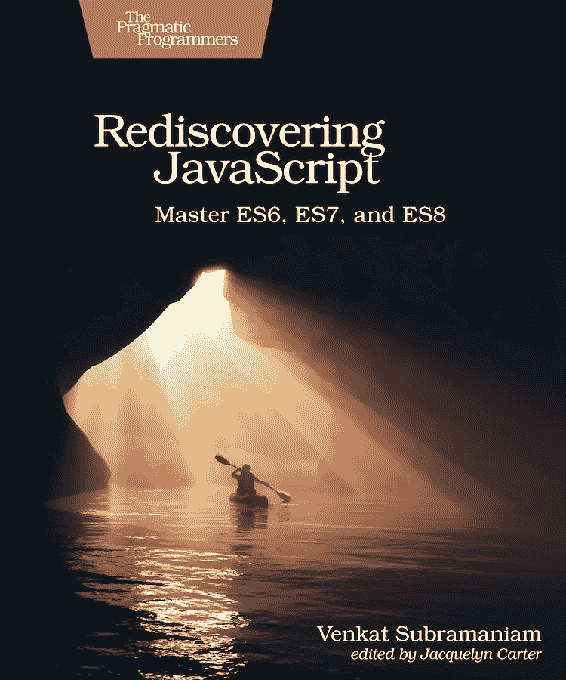 The
Pragmatic
Programmers
Rediscovering
JavaScript
Master ES6, ES7, and ES8
Venkat Subramaniam
edited by Jacquelyn Carter